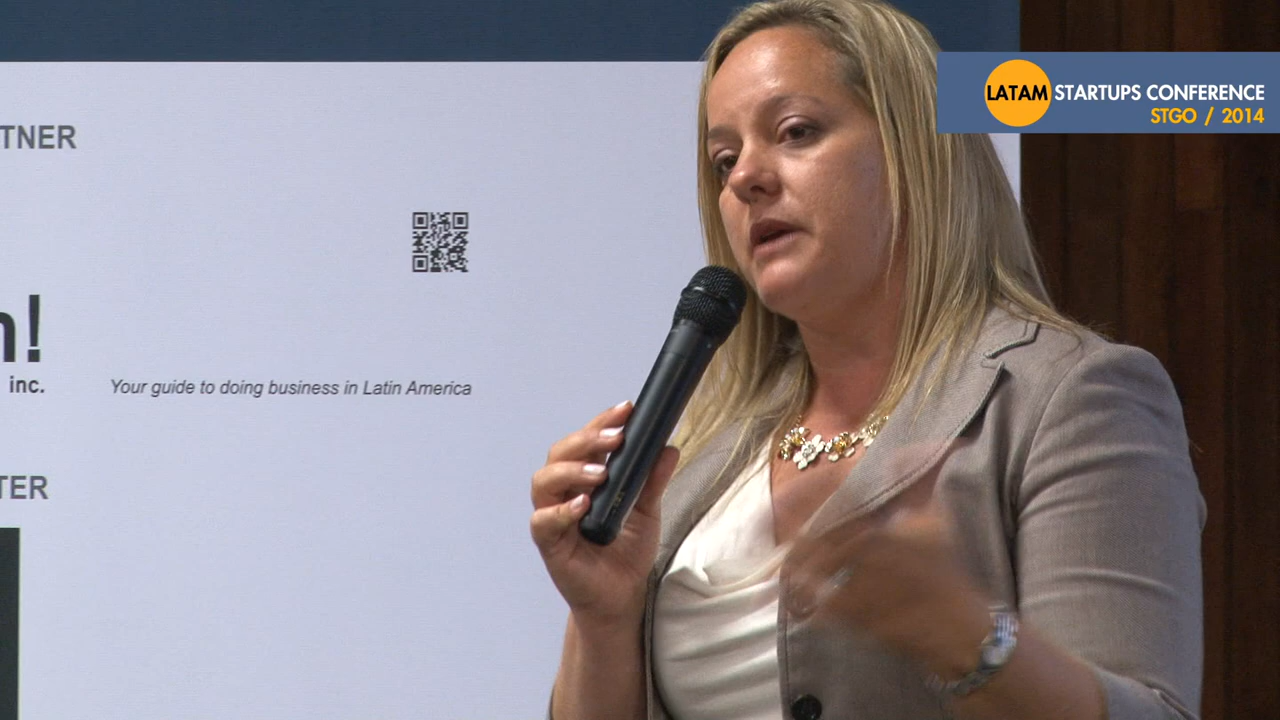 LATAM STARTUPS CONFERENCE
STGO / 2014
TNER
n!
inc.
Your guide to doing business in Latin America
TER